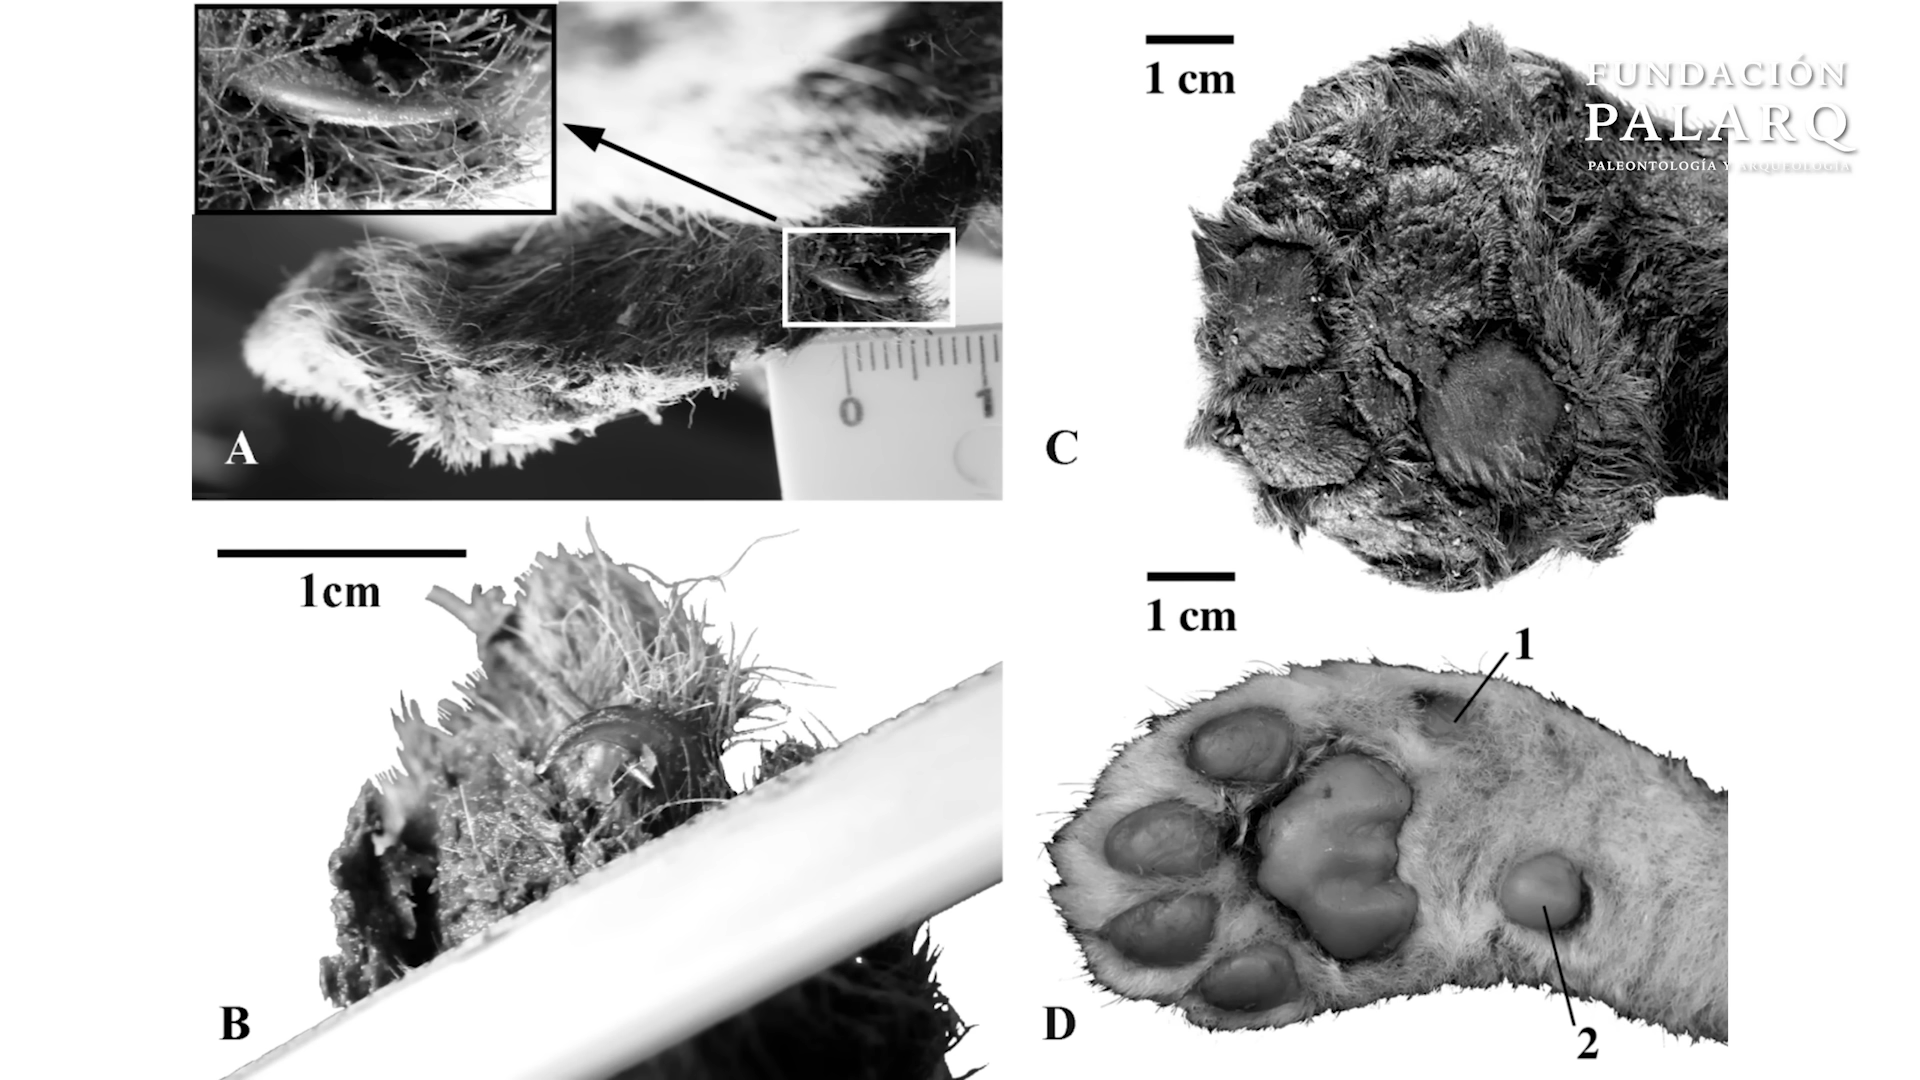 FUNDACIÓN
PALARQ
PALEONTOLOGÍA Y ARQUEOLOGÍA
A
0 1
1cm
B
1 cm
C
1 cm
1
D
2